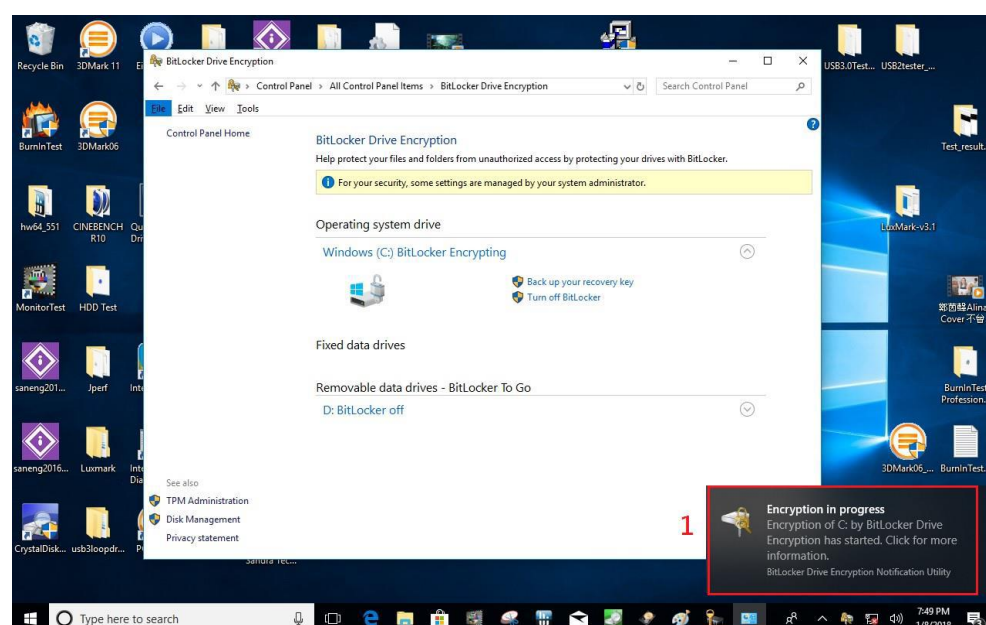 Recycle Bin
3DMark 11
BitLocker Drive Encryption
Control Panel > All Control Panel Items > BitLocker Drive Encryption
Search Control Panel
File Edit View Tools
Control Panel Home
BitLocker Drive Encryption
Help protect your files and folders from unauthorized access by protecting your drives with BitLocker.
For your security, some settings are managed by your system administrator.
Operating system drive
Windows (C:) BitLocker Encrypting
Back up your recovery key
Turn off BitLocker
Fixed data drives
Removable data drives - BitLocker To Go
D: BitLocker off
See also
TPM Administration
Disk Management
Privacy statement
USB3.0Test... USB2tester_...
BurnInTest
3DMark06
Test_result.
hw64_551
CINEBENCH
R10
LuxMark-v3.1
MonitorTest
HDD Test
Cover
saneng201...
Jperf
BurnInTest
Profession.
saneng2016...
Luxmark
3DMark06_...
BurnInTest.
CrystalDisk...
usb3loopdr...
1
Encryption in progress
Encryption of C: by BitLocker Drive
Encryption has started. Click for more
information.
BitLocker Drive Encryption Notification Utility
Type here to search
7:49 PM
1/8/2018